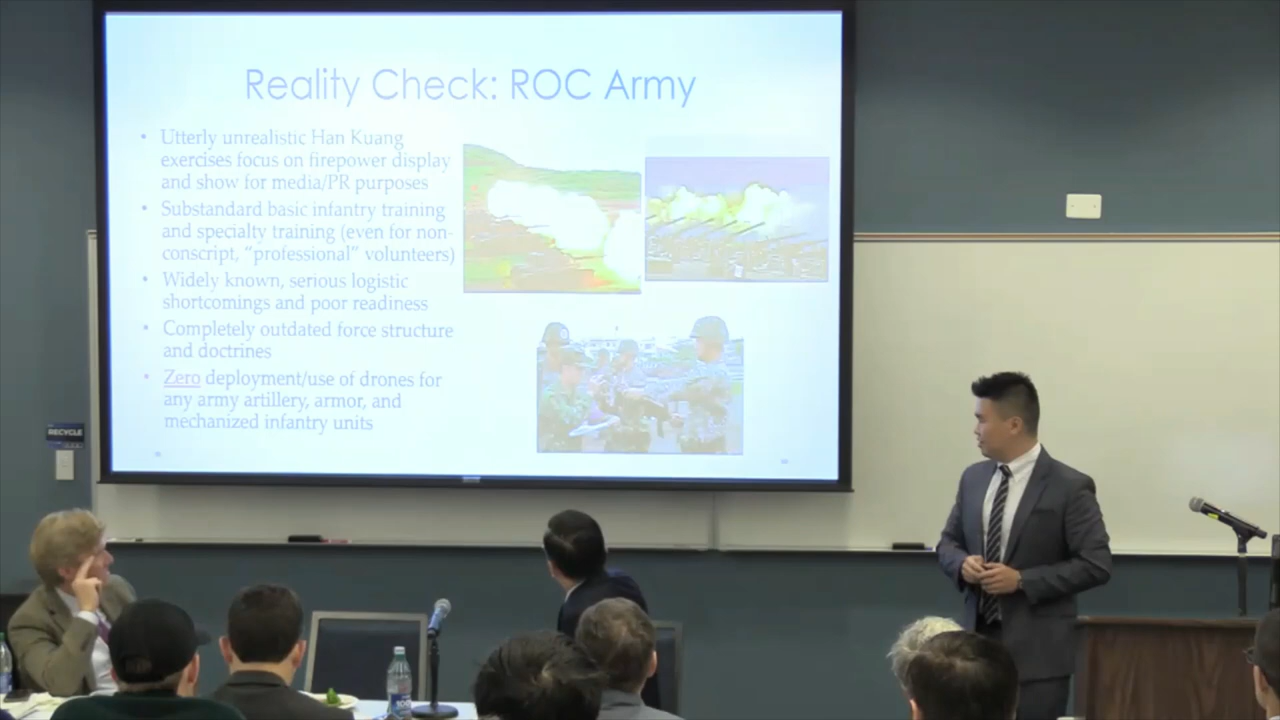 Reality Check: ROC Army
• Utterly unrealistic Han Kuang
exercises focus on firepower display
and show for media/PR purposes
• Substandard basic infantry training
and specialty training (even for non-
conscript, “professional” volunteers)
• Widely known, serious logistic
shortcomings and poor readiness
• Completely outdated force structure
and doctrines
• Zero deployment/use of drones for
any army artillery, armor, and
mechanized infantry units
RECYCLE